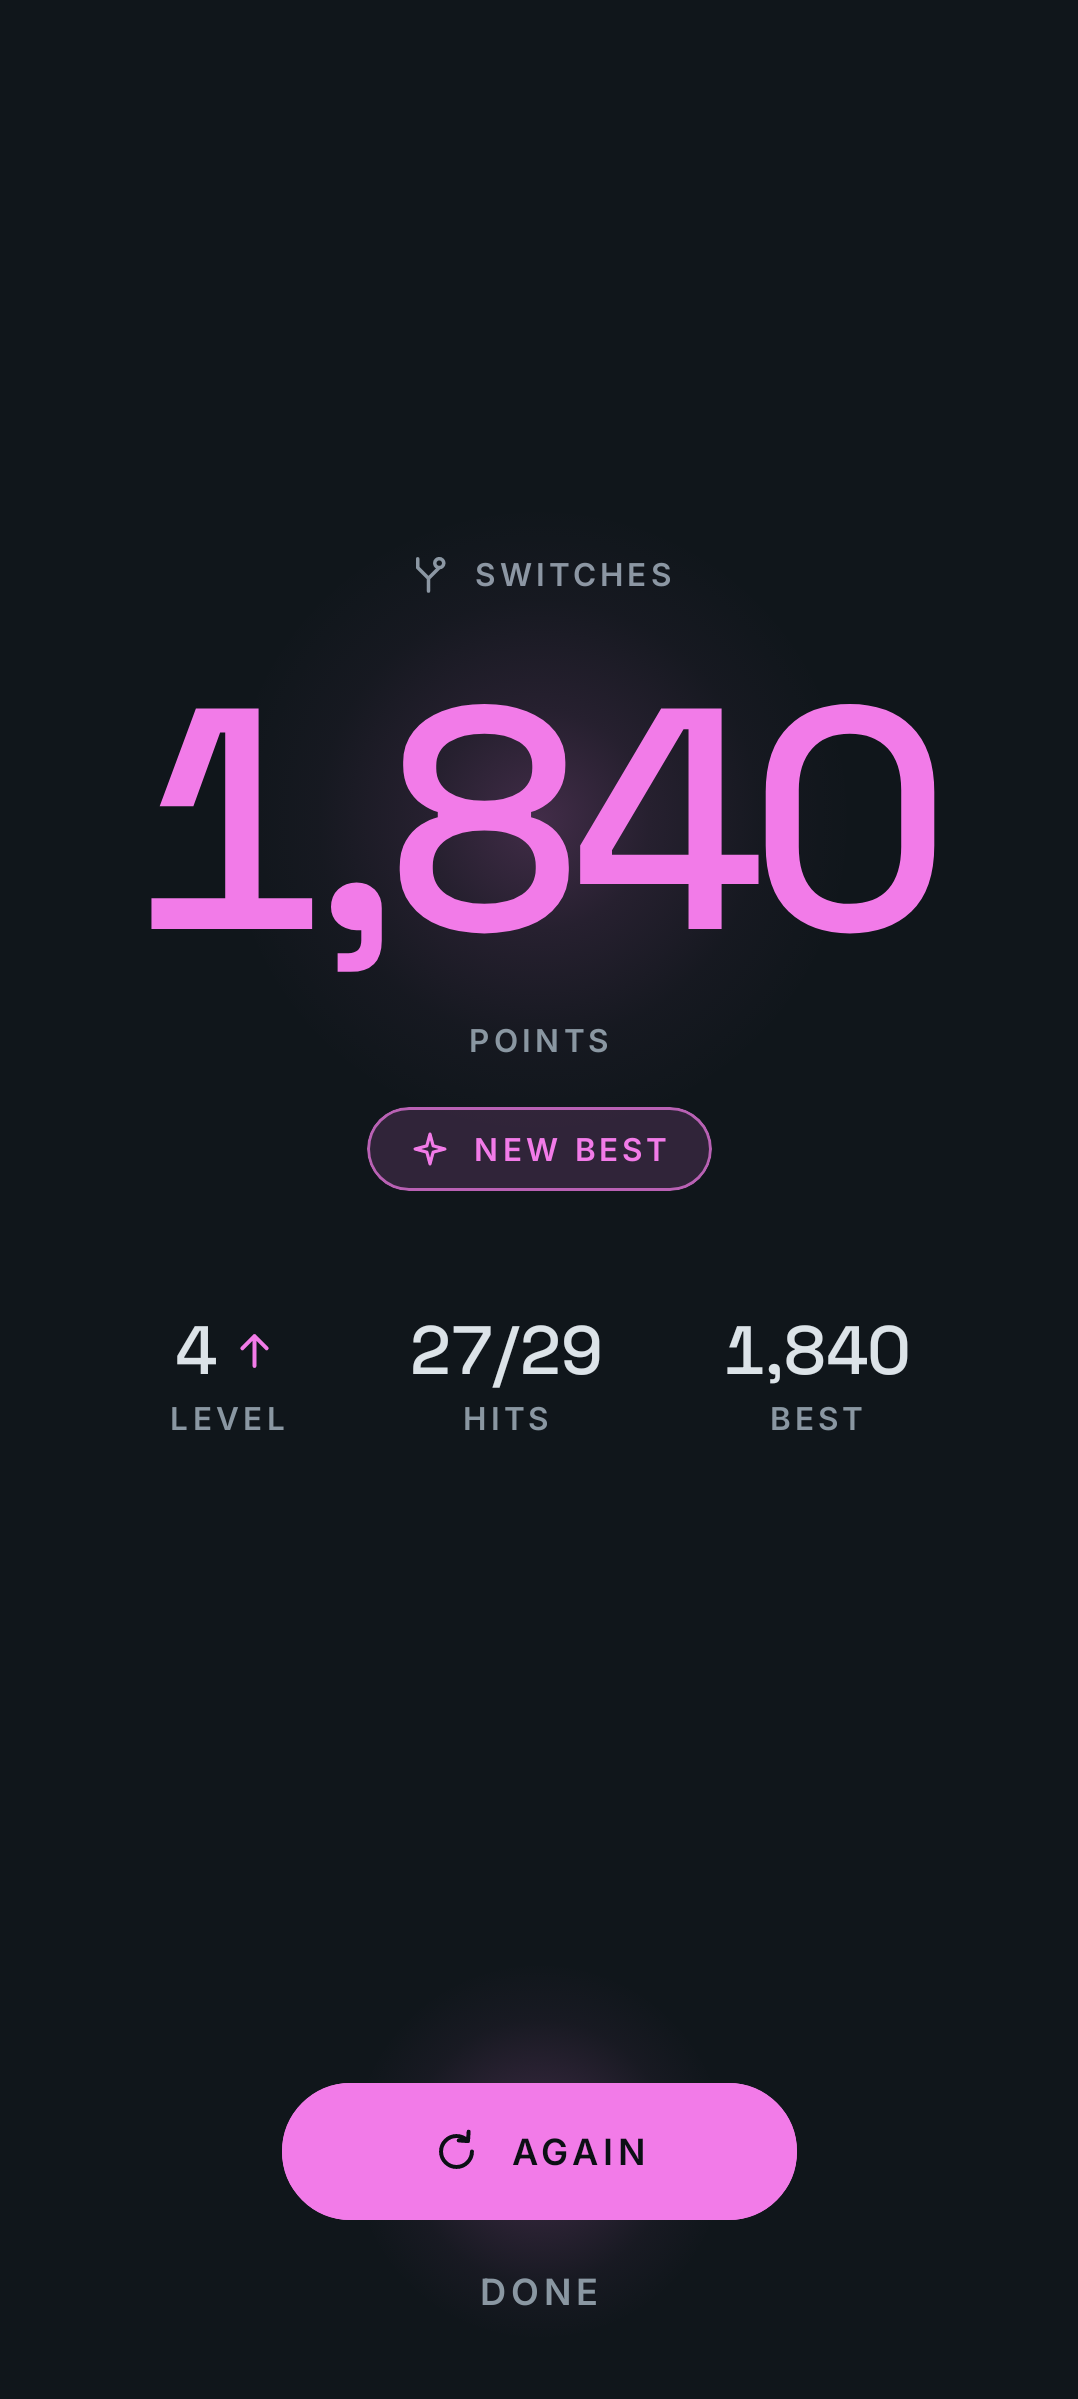 SWITCHES
1,840
POINTS
NEW BEST
4 ↑ 27/29 1,840
LEVEL HITS BEST
AGAIN
DONE